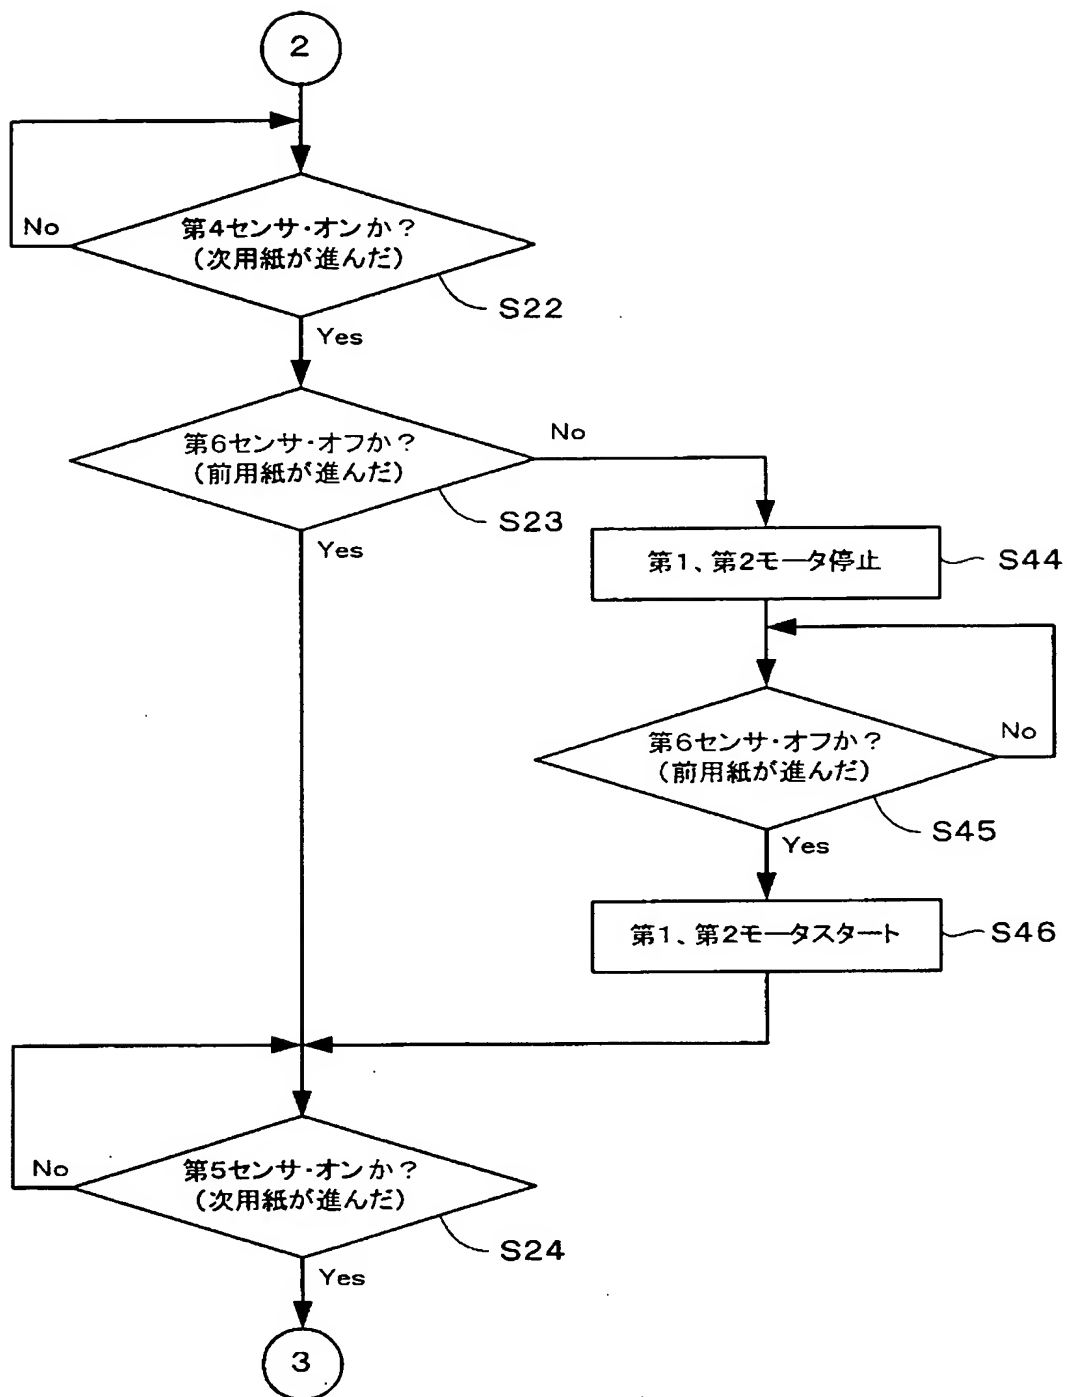 2
No
第4センサ・オンか?
(次用紙が進んだ)
S22
Yes
第6センサ・オフか?
(前用紙が進んだ)
No
S23
Yes
第1、第2モータ停止
S44
第6センサ・オフか?
(前用紙が進んだ)
No
S45
Yes
第1、第2モータスタート
S46
No
第5センサ・オンか?
(次用紙が進んだ)
S24
Yes
3